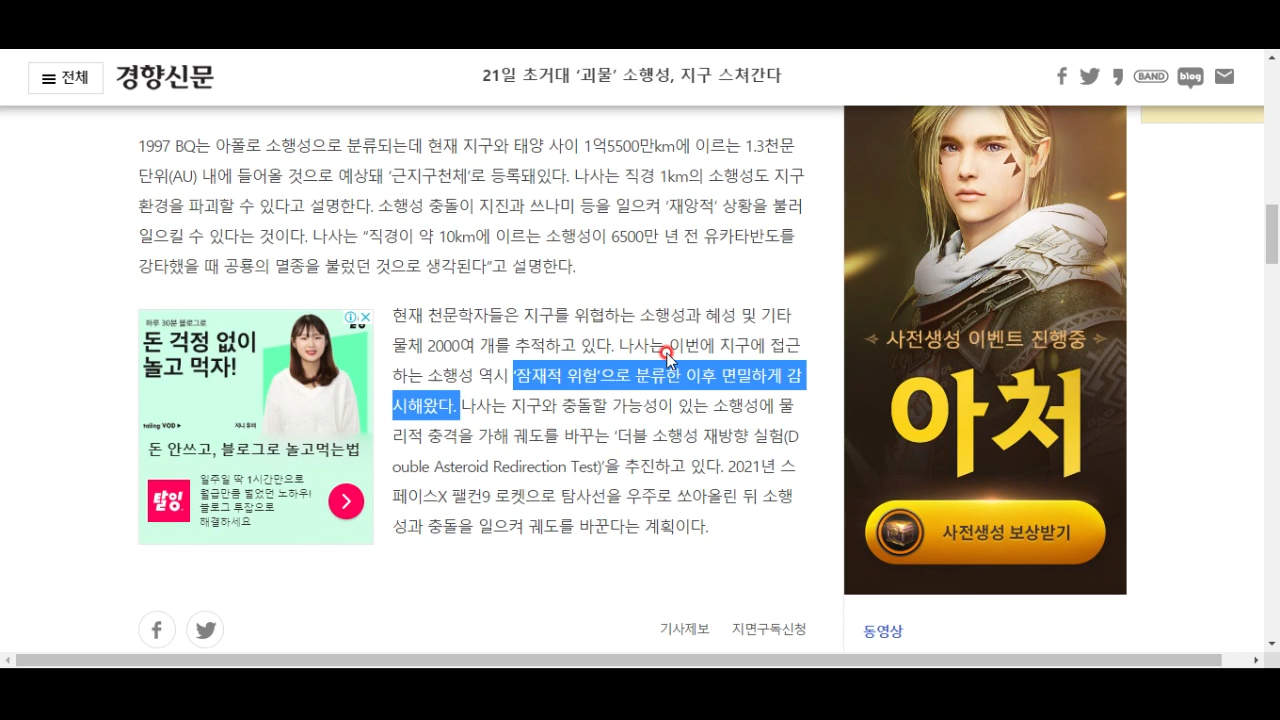 전체
경향신문
21일 초거대 ‘괴물’ 소행성, 지구 스쳐간다
BAND
blog
1997 BQ는 아폴로 소행성으로 분류되는데 현재 지구와 태양 사이 1억5500만km에 이르는 1.3천문
단위(AU) 내에 들어올 것으로 예상돼 ‘근지구천체’로 등록돼있다. 나사는 직경 1km의 소행성도 지구
환경을 파괴할 수 있다고 설명한다. 소행성 충돌이 지진과 쓰나미 등을 일으켜 ‘재앙적’ 상황을 불러
일으킬 수 있다는 것이다. 나사는 “직경이 약 10km에 이르는 소행성이 6500만 년 전 유카타반도를
강타했을 때 공룡의 멸종을 불렀던 것으로 생각된다”고 설명한다.
하루 30분 블로그로
돈 걱정 없이
놀고 먹자!
taling VOD
지니 튜터
돈 안쓰고, 블로그로 놀고먹는법
탈잉
일주일 딱 1시간만으로
월급만큼 벌었던 노하우!
블로그 투잡으로
해결하세요
현재 천문학자들은 지구를 위협하는 소행성과 혜성 및 기타
물체 2000여 개를 추적하고 있다. 나사는 이번에 지구에 접근
하는 소행성 역시 ‘잠재적 위험’으로 분류한 이후 면밀하게 감
시해왔다. 나사는 지구와 충돌할 가능성이 있는 소행성에 물
리적 충격을 가해 궤도를 바꾸는 ‘더블 소행성 재방향 실험(D
ouble Asteroid Redirection Test)’을 추진하고 있다. 2021년 스
페이스X 팰컨9 로켓으로 탐사선을 우주로 쏘아올린 뒤 소행
성과 충돌을 일으켜 궤도를 바꾼다는 계획이다.
사전생성 이벤트 진행중
아처
사전생성 보상받기
기사제보
지면구독신청
동영상